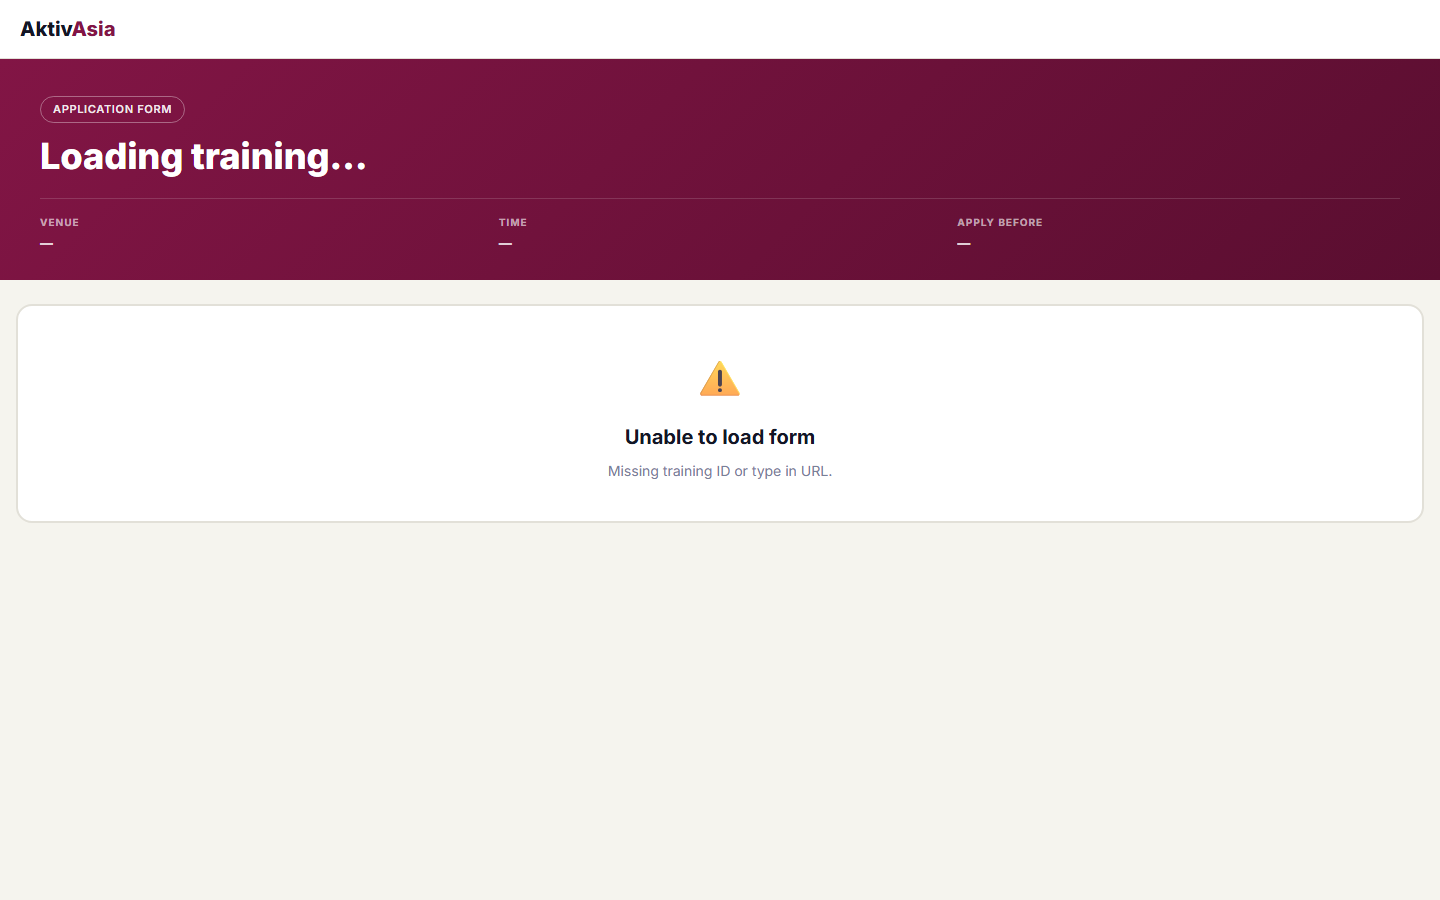 AktivAsia
APPLICATION FORM
Loading training...
VENUE
—
TIME
—
APPLY BEFORE
—
Unable to load form
Missing training ID or type in URL.